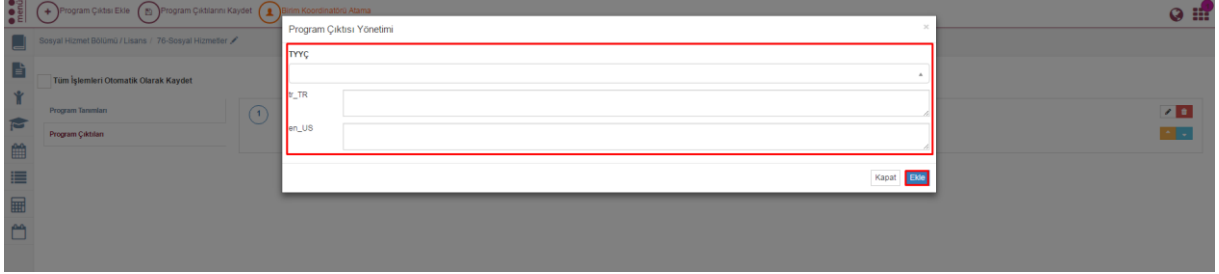 menü
Program Çıktısı Ekle Program Çıktılarını Kaydet Birim Koordinatörü Atama
Program Çıktısı Yönetimi ×
Sosyal Hizmet Bölümü / Lisans / 76-Sosyal Hizmetler
TYYÇ
Tüm İşlemleri Otomatik Olarak Kaydet
tr_TR
Program Tanımları
1
en_US
Program Çıktıları
Kapat Ekle